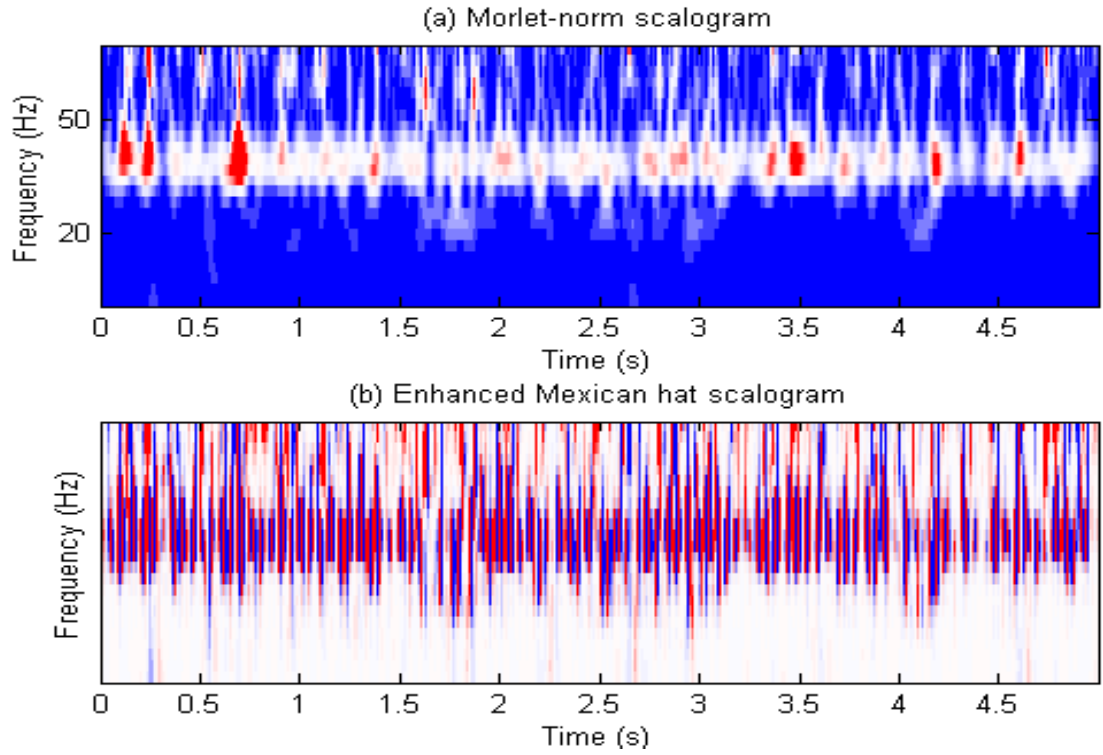 (a) Morlet-norm scalogram
Frequency (Hz)
50
20
0 0.5 1 1.5 2 2.5 3 3.5 4 4.5
Time (s)
(b) Enhanced Mexican hat scalogram
Frequency (Hz)
0 0.5 1 1.5 2 2.5 3 3.5 4 4.5
Time (s)